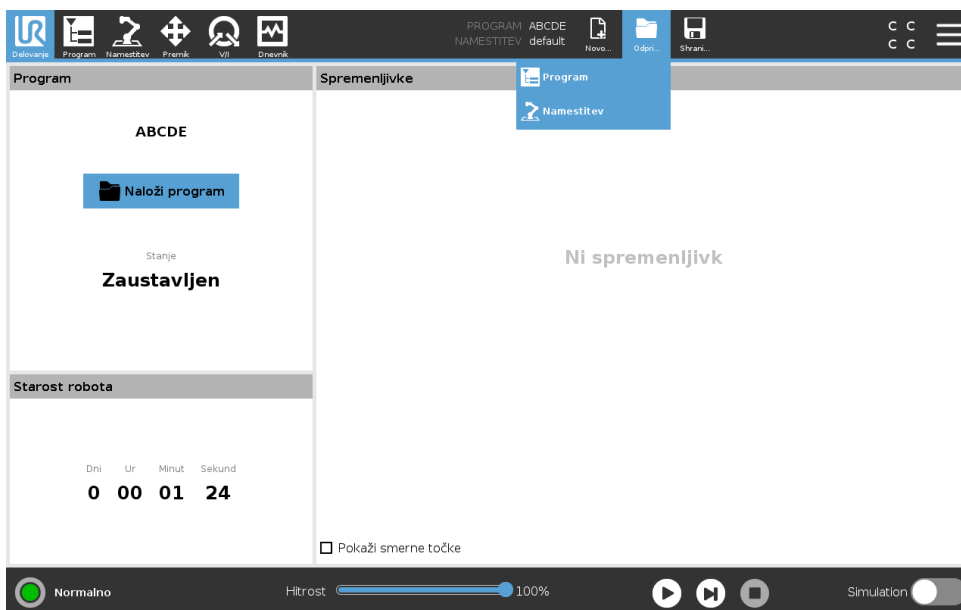 PROGRAM ABCDE
NAMESTITEV default
C C
C C
Delovanje Program Namestitev Premik V/I Dnevnik Novo... Odpri... Shrani...
Program
Namestitev
Program
Spremenljivke
ABCDE
Naloži program
Stanje
Zaustavljen
Ni spremenljivk
Starost robota
Dni Ur Minut Sekund
0 00 01 24
Pokaži smerne točke
Normalno
Hitrost 100%
Simulation